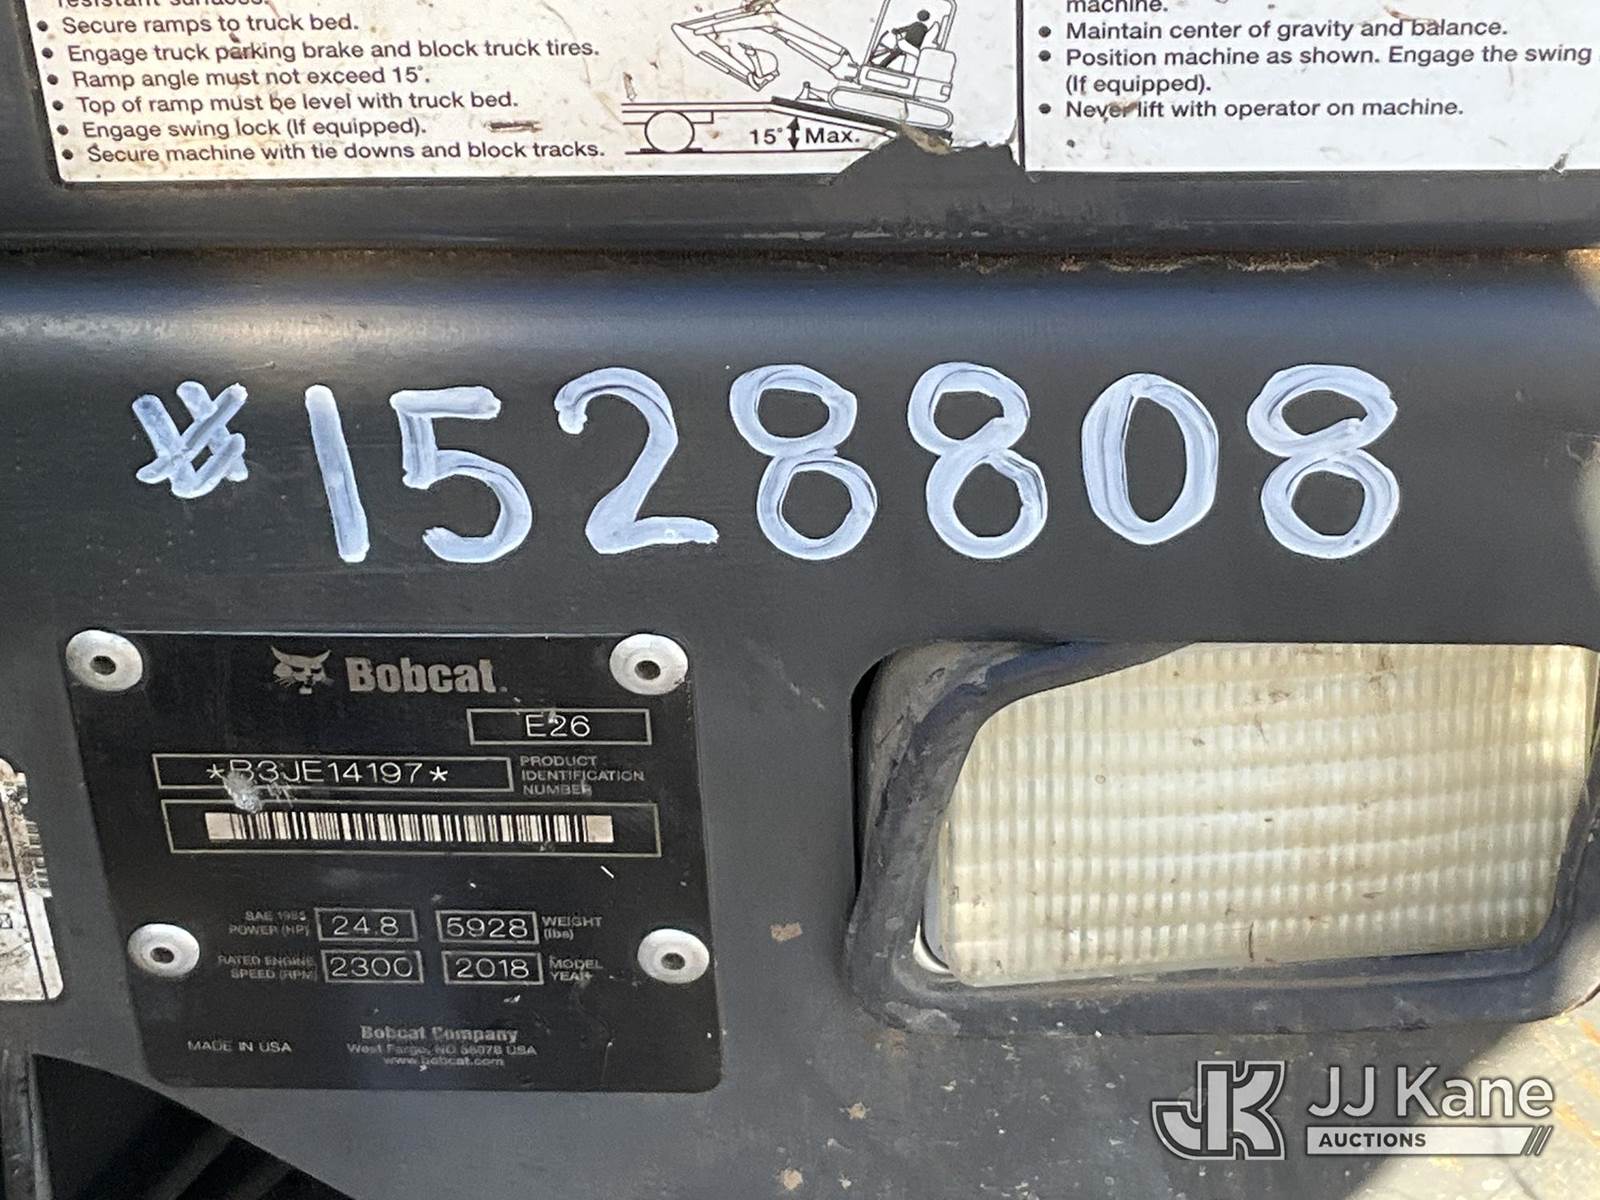 • Secure ramps to truck bed.
• Engage truck parking brake and block truck tires.
• Ramp angle must not exceed 15°.
• Top of ramp must be level with truck bed.
• Engage swing lock (If equipped).
• Secure machine with tie downs and block tracks.
15° Max.
machine.
• Maintain center of gravity and balance.
• Position machine as shown. Engage the swing
(If equipped).
• Never lift with operator on machine.
#1528808
Bobcat
E26
*B3JE14197*
PRODUCT
IDENTIFICATION
NUMBER
SAE 1995
POWER (HP) 24.8
5928 WEIGHT
(lbs)
RATED ENGINE
SPEED (RPM) 2300
2018 MODEL
YEAR
MADE IN USA
Bobcat Company
West Fargo, ND 58078 USA
www.bobcat.com
JK JJ Kane
AUCTIONS